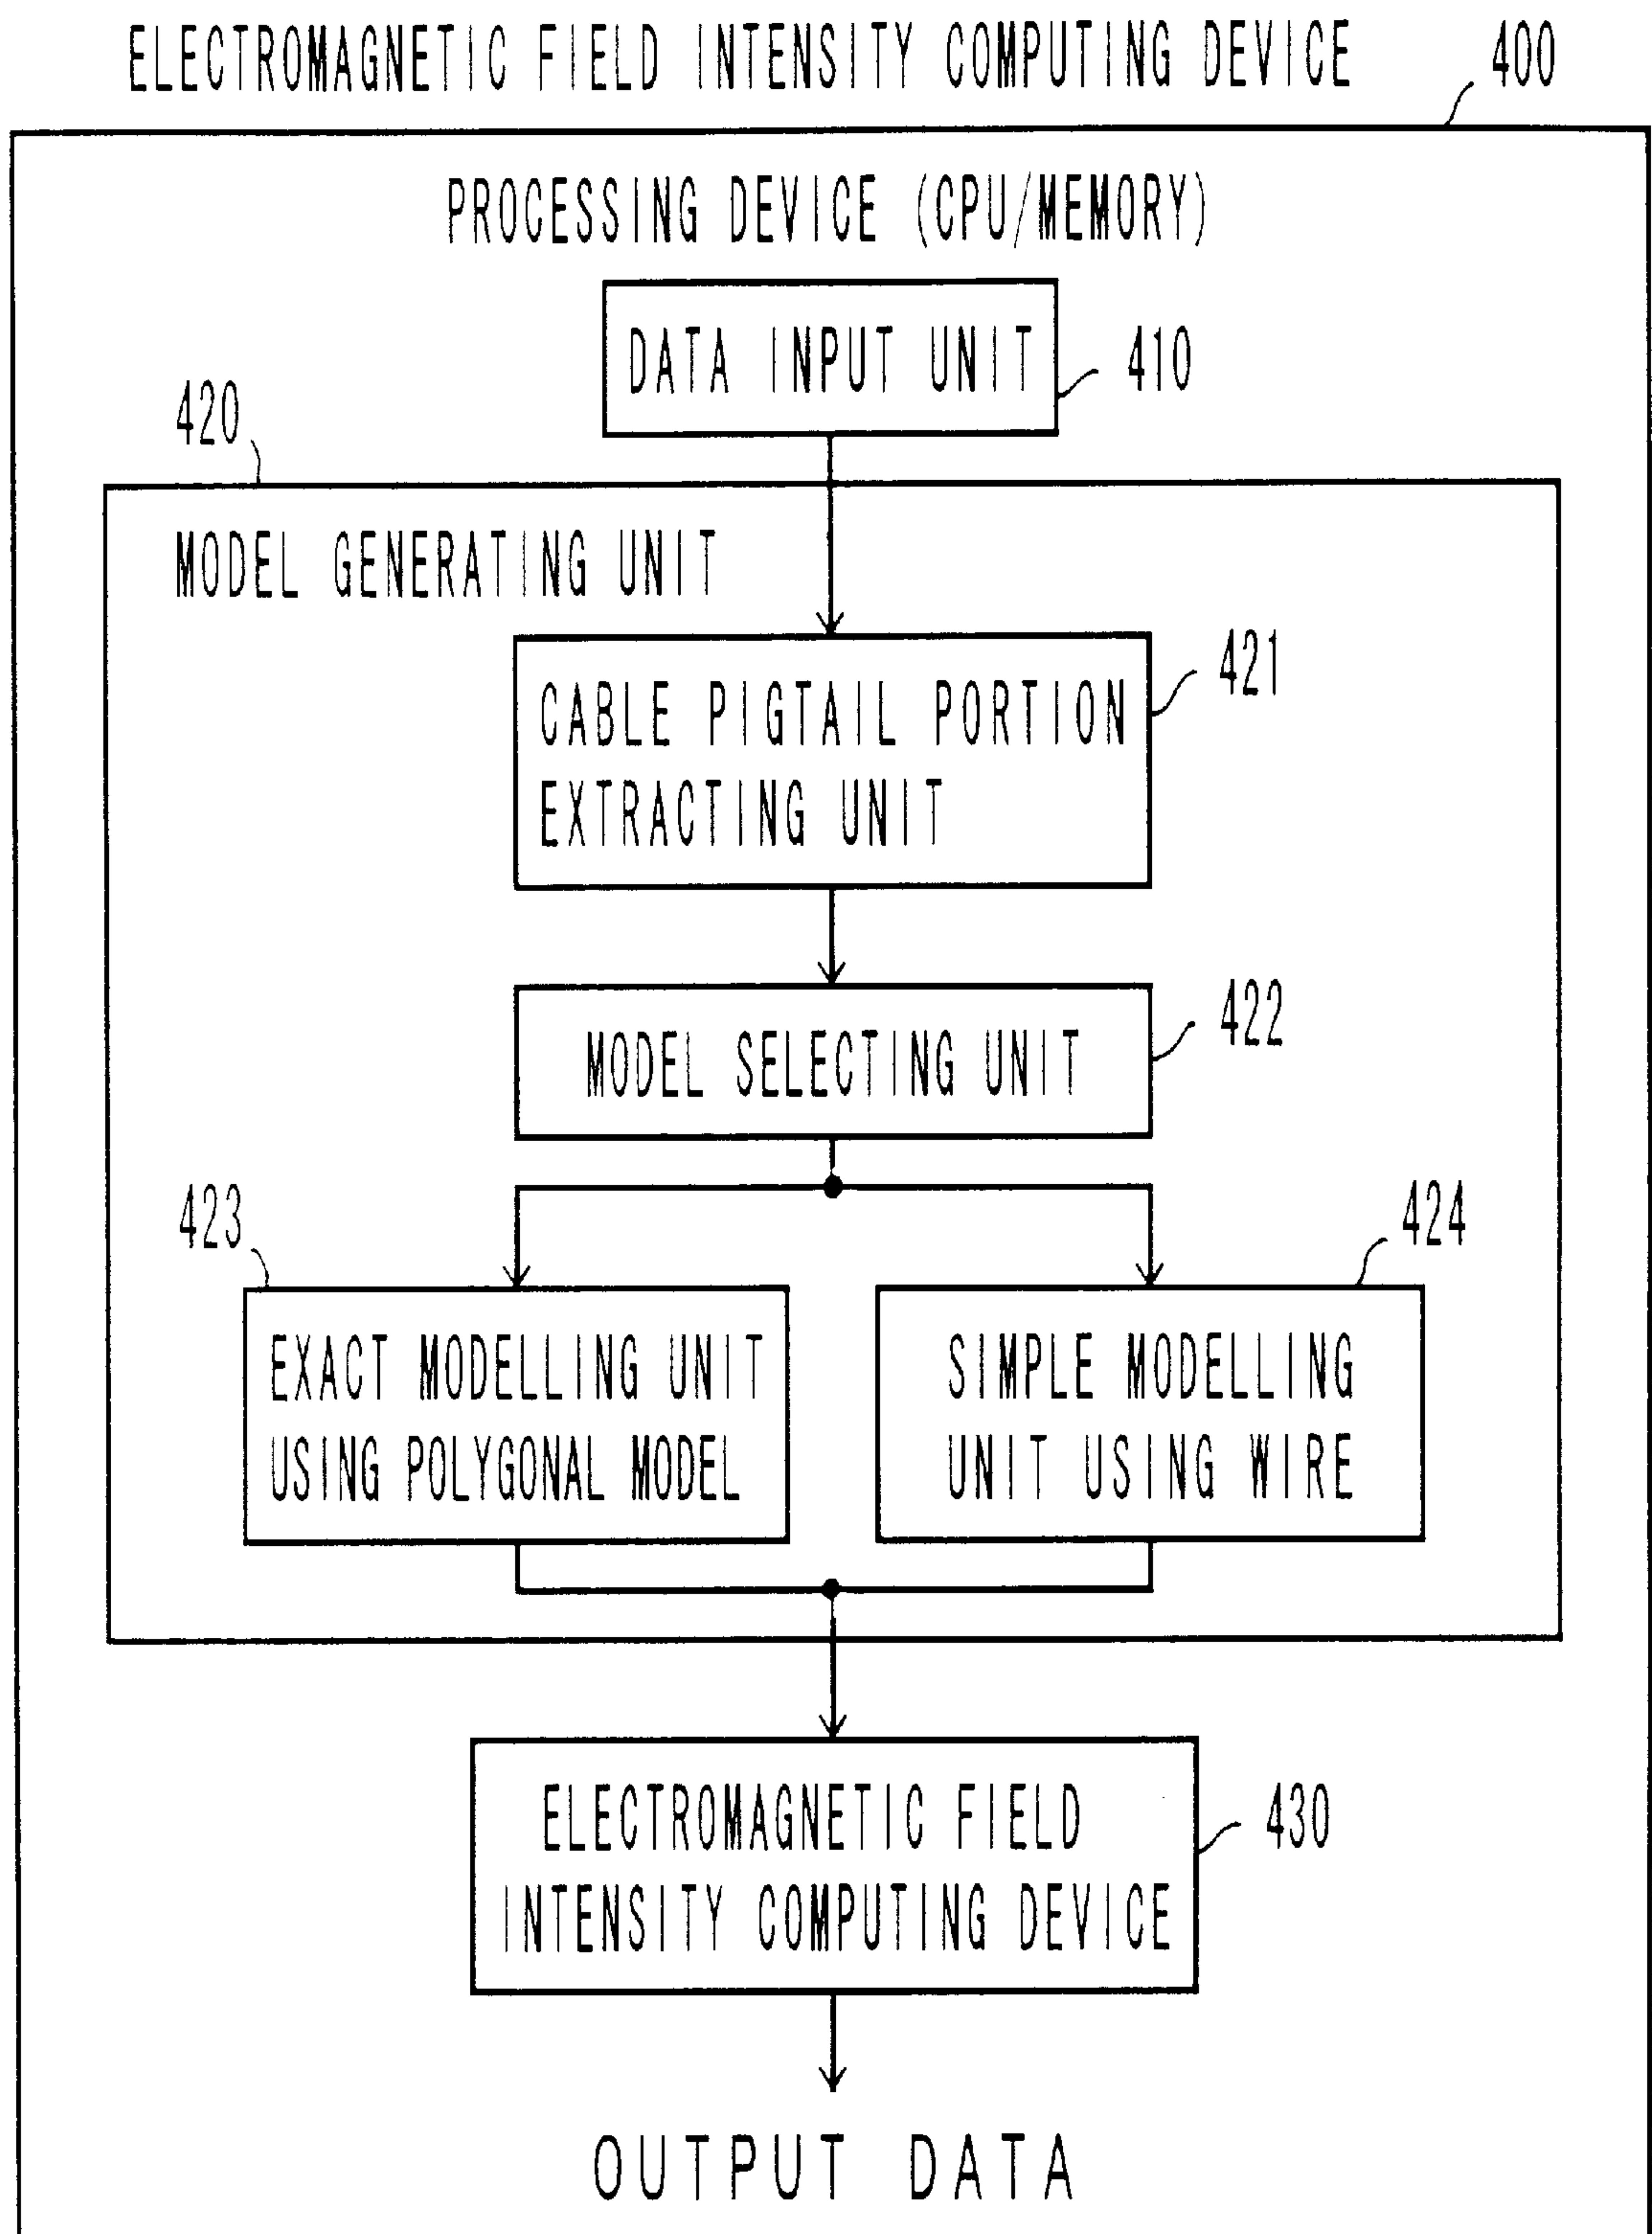 ELECTROMAGNETIC FIELD INTENSITY COMPUTING DEVICE 400
PROCESSING DEVICE (CPU/MEMORY)
DATA INPUT UNIT 410
420
MODEL GENERATING UNIT
421
CABLE PIGTAIL PORTION
EXTRACTING UNIT
422
MODEL SELECTING UNIT
423 424
EXACT MODELLING UNIT
USING POLYGONAL MODEL
SIMPLE MODELLING
UNIT USING WIRE
ELECTROMAGNETIC FIELD 430
INTENSITY COMPUTING DEVICE
OUTPUT DATA